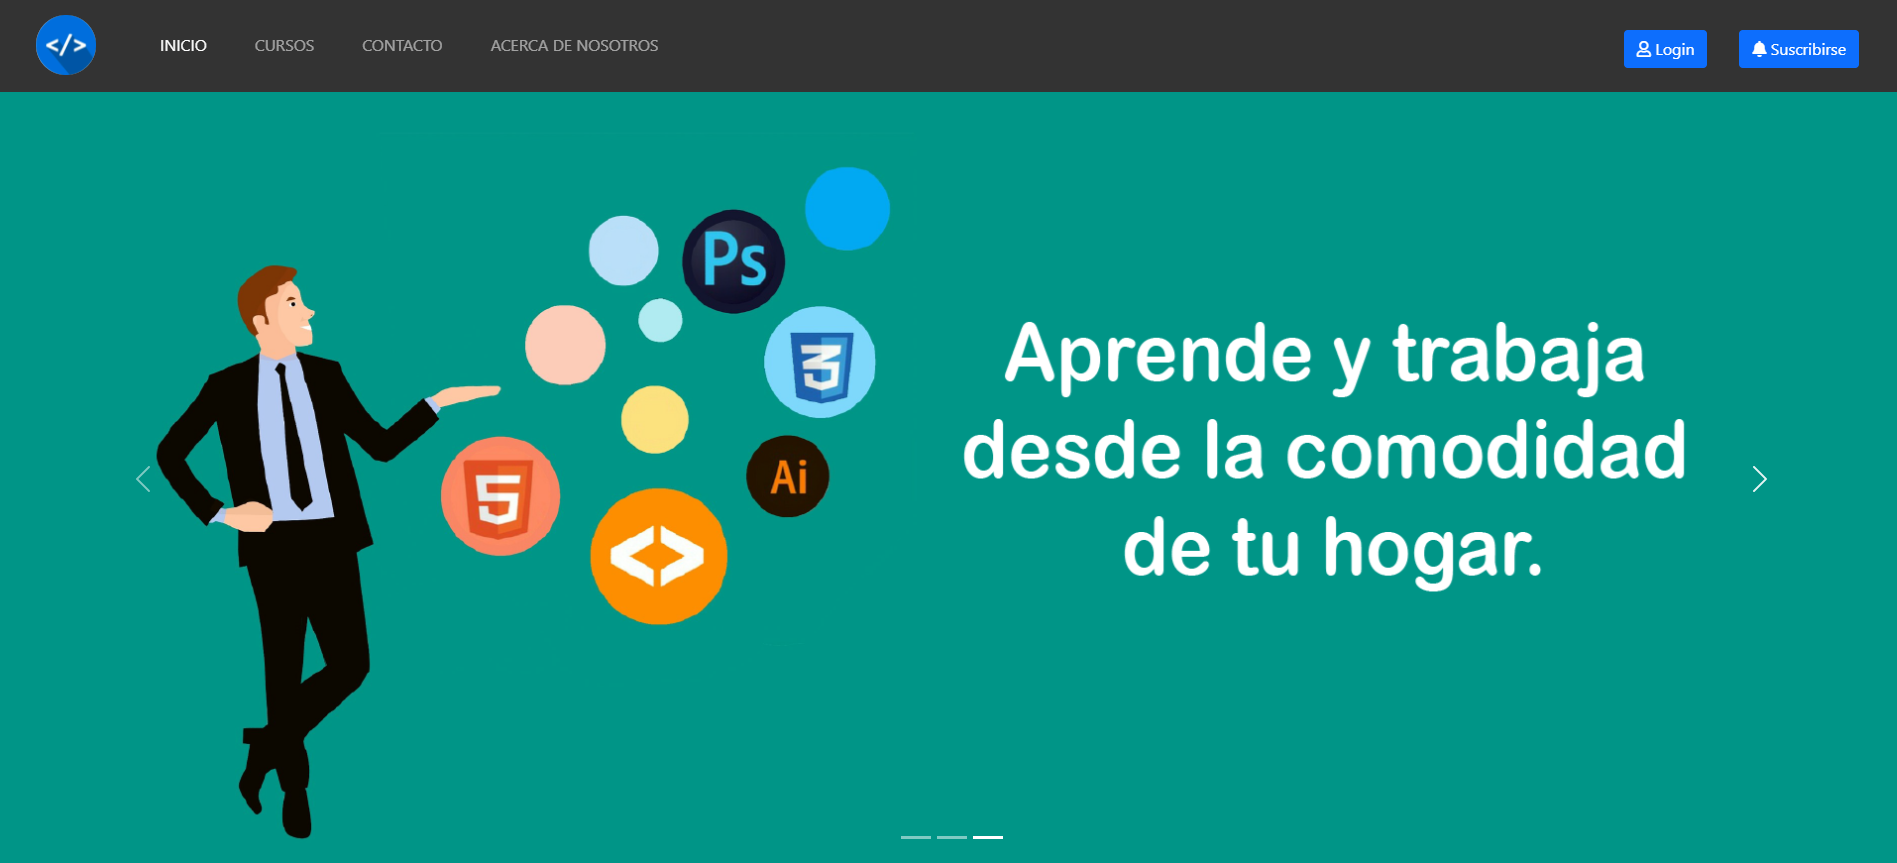 </>
INICIO CURSOS CONTACTO ACERCA DE NOSOTROS
Login Suscribirse
Ps
3
Aprende y trabaja
desde la comodidad
de tu hogar.
5
Ai
<>